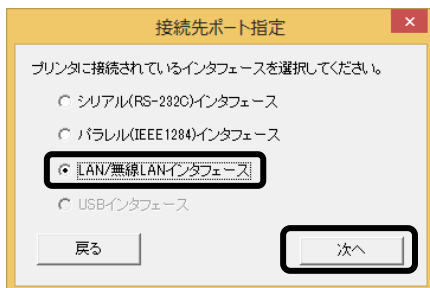 接続先ポート指定
プリンタに接続されているインタフェースを選択してください。
シリアル(RS-232C)インタフェース
パラレル(IEEE1284)インタフェース
LAN/無線LANインタフェース
USBインタフェース
戻る
次へ